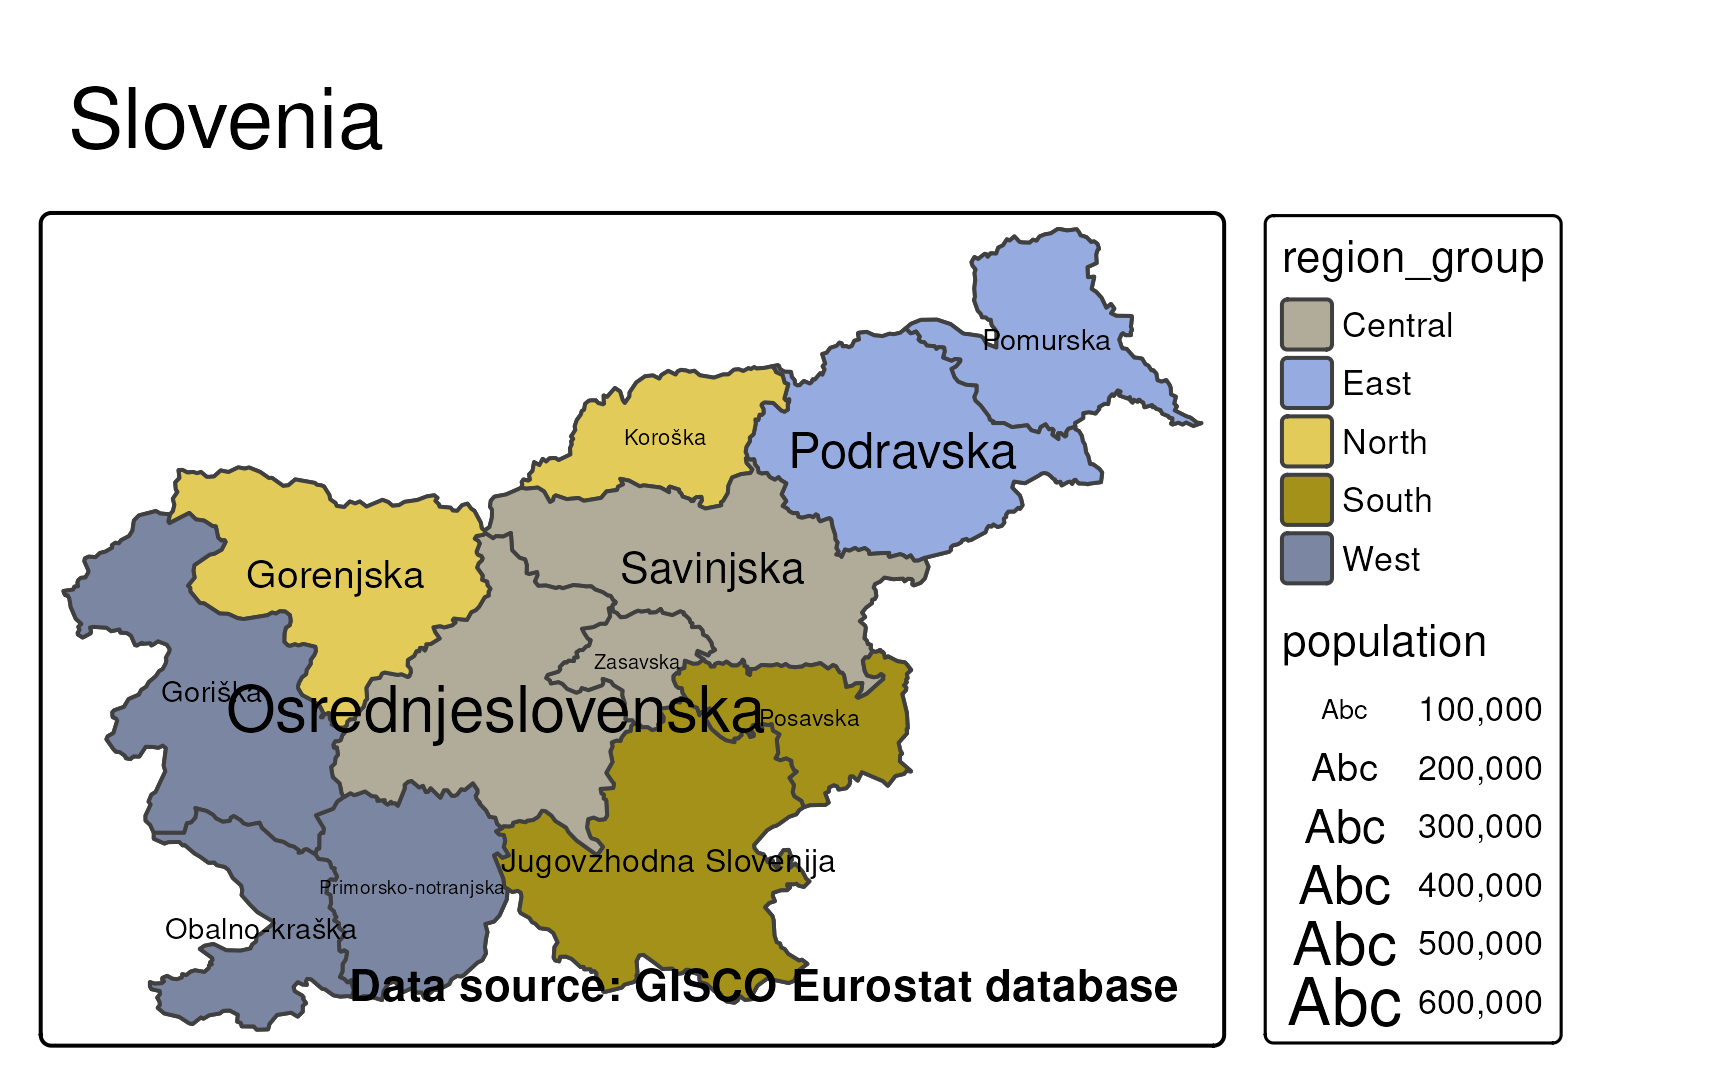 Slovenia
Pomurska
Koroška
Podravska
Gorenjska
Savinjska
Zasavska
Goriška
Osrednjeslovenska
Posavska
Jugovzhodna Slovenija
Primorsko-notranjska
Obalno-kraška
Data source: GISCO Eurostat database
region_group
Central
East
North
South
West
population
Abc 100,000
Abc 200,000
Abc 300,000
Abc 400,000
Abc 500,000
Abc 600,000